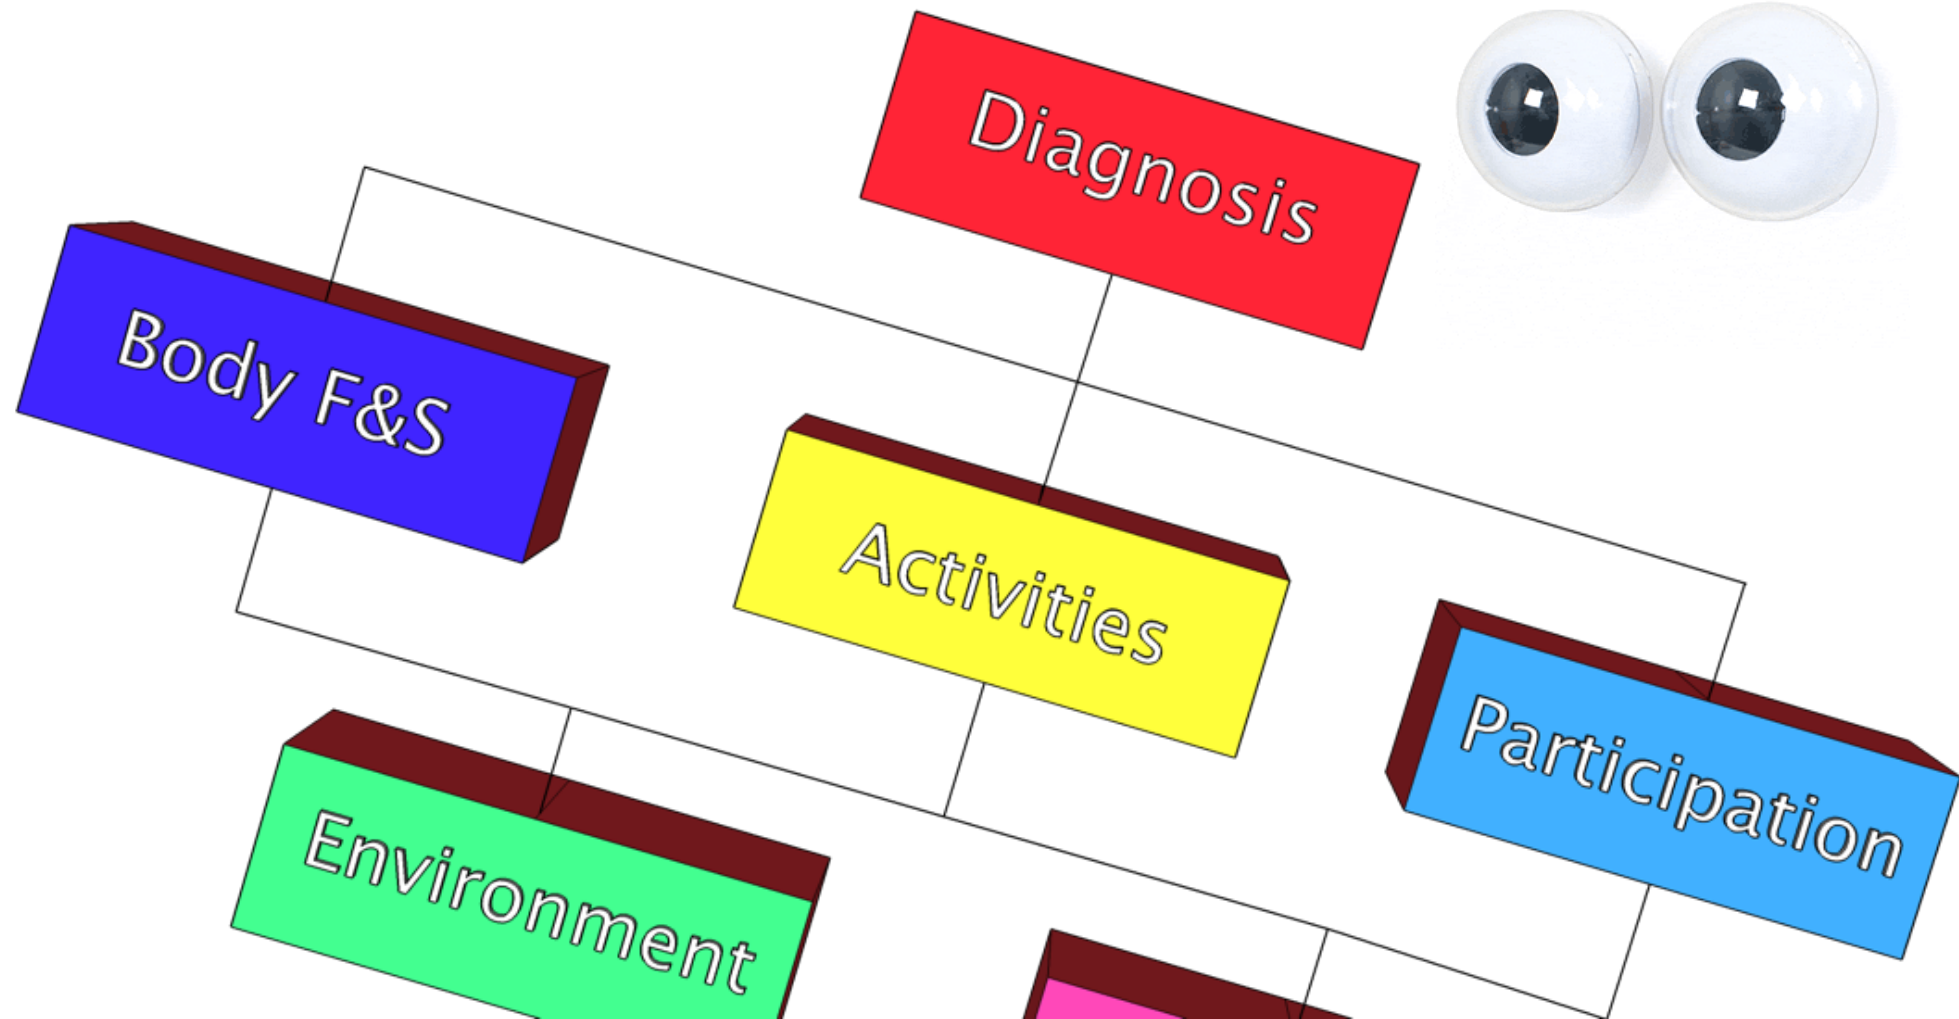 Diagnosis
Body F&S
Activities
Participation
Environment